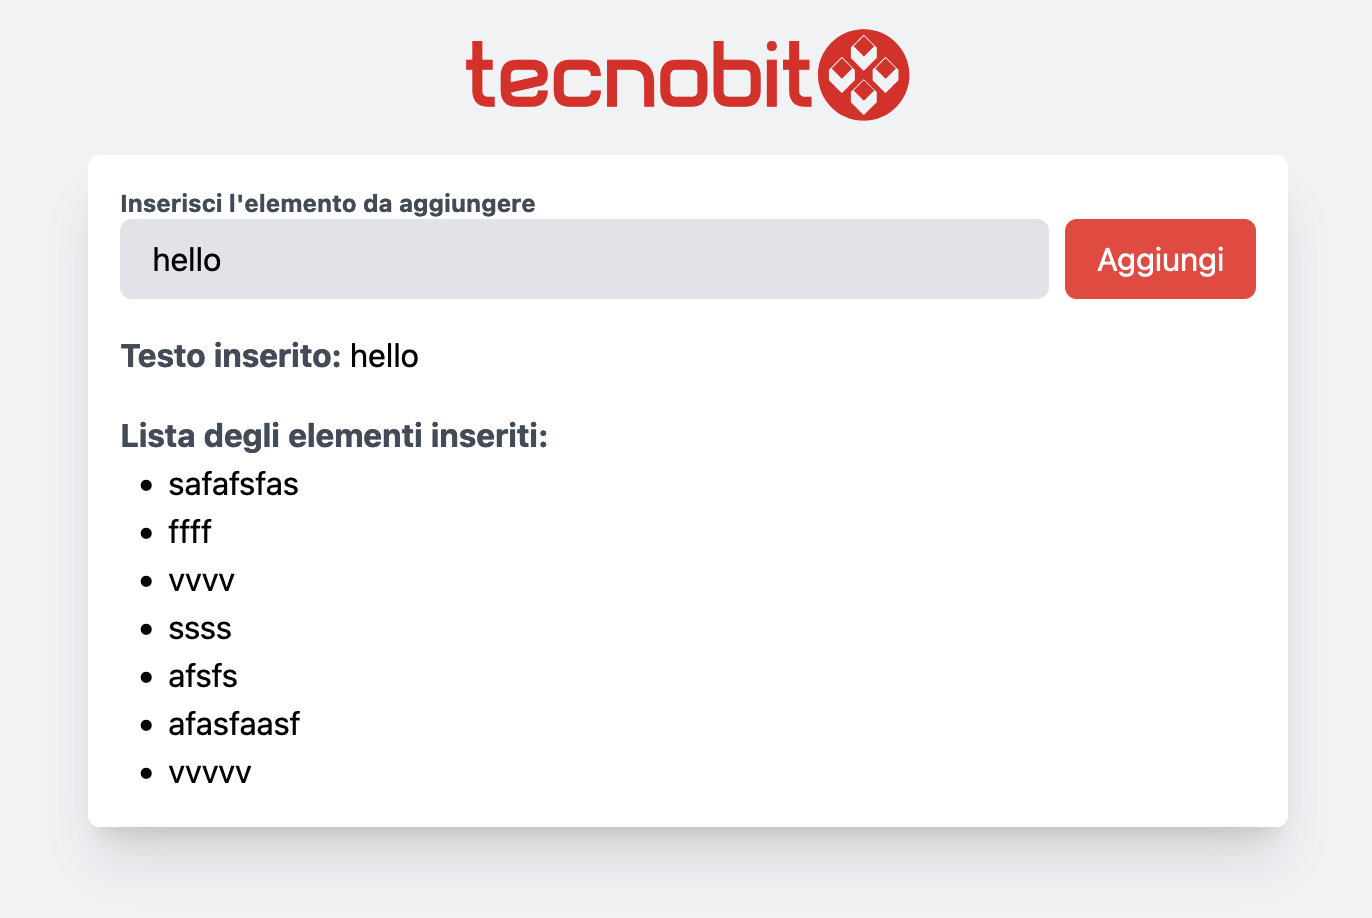 tecnobit
Inserisci l'elemento da aggiungere
hello
Aggiungi
Testo inserito: hello
Lista degli elementi inseriti:
safafsfas
ffff
vvvv
ssss
afsfs
afasfaasf
vvvvv